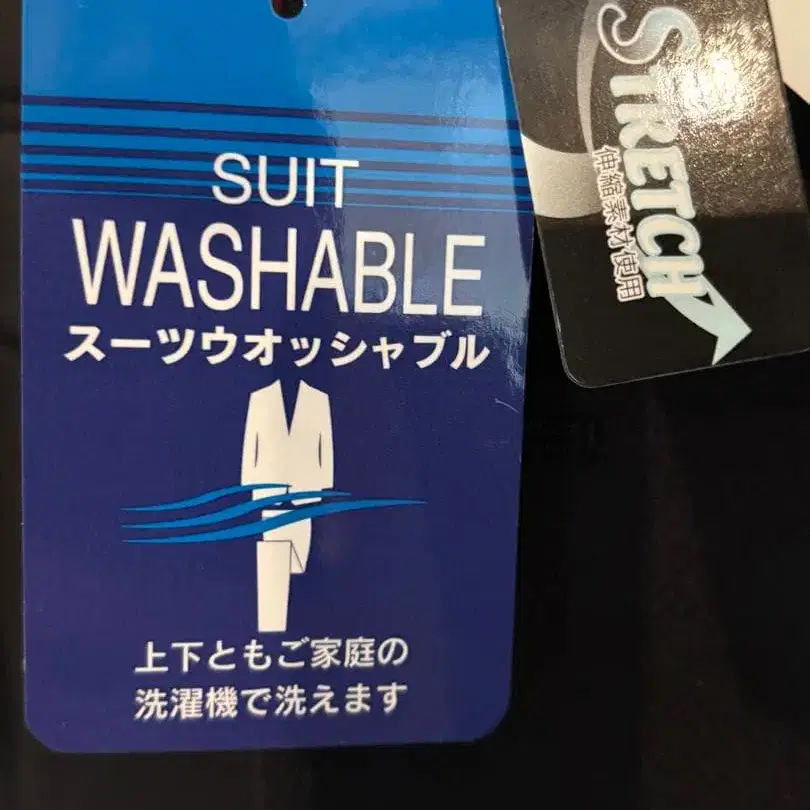 SUIT
WASHABLE
スーツウオッシャブル
上下ともご家庭の
洗濯機で洗えます
STRETCH
伸縮素材使用